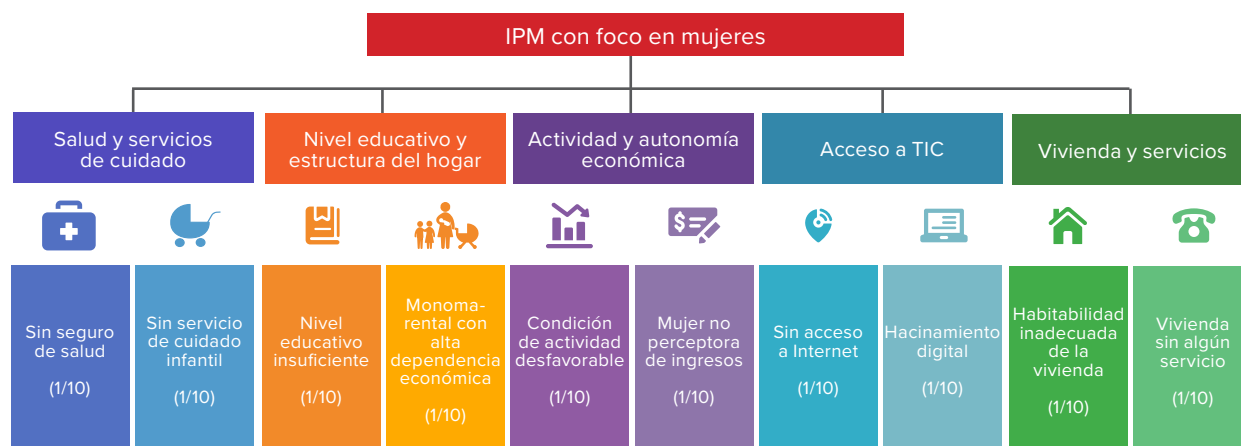 IPM con foco en mujeres
Salud y servicios
de cuidado
Nivel educativo y
estructura del hogar
Actividad y autonomía
económica
Acceso a TIC
Vivienda y servicios
$
Sin seguro
de salud
(1/10)
Sin servicio
de cuidado
infantil
(1/10)
Nivel
educativo
insuficiente
(1/10)
Monoma-
rental con
alta
dependencia
económica
(1/10)
Condición
de actividad
desfavorable
(1/10)
Mujer no
perceptora
de ingresos
(1/10)
Sin acceso
a Internet
(1/10)
Hacinamiento
digital
(1/10)
Habitabilidad
inadecuada
de la
vivienda
(1/10)
Vivienda
sin algún
servicio
(1/10)